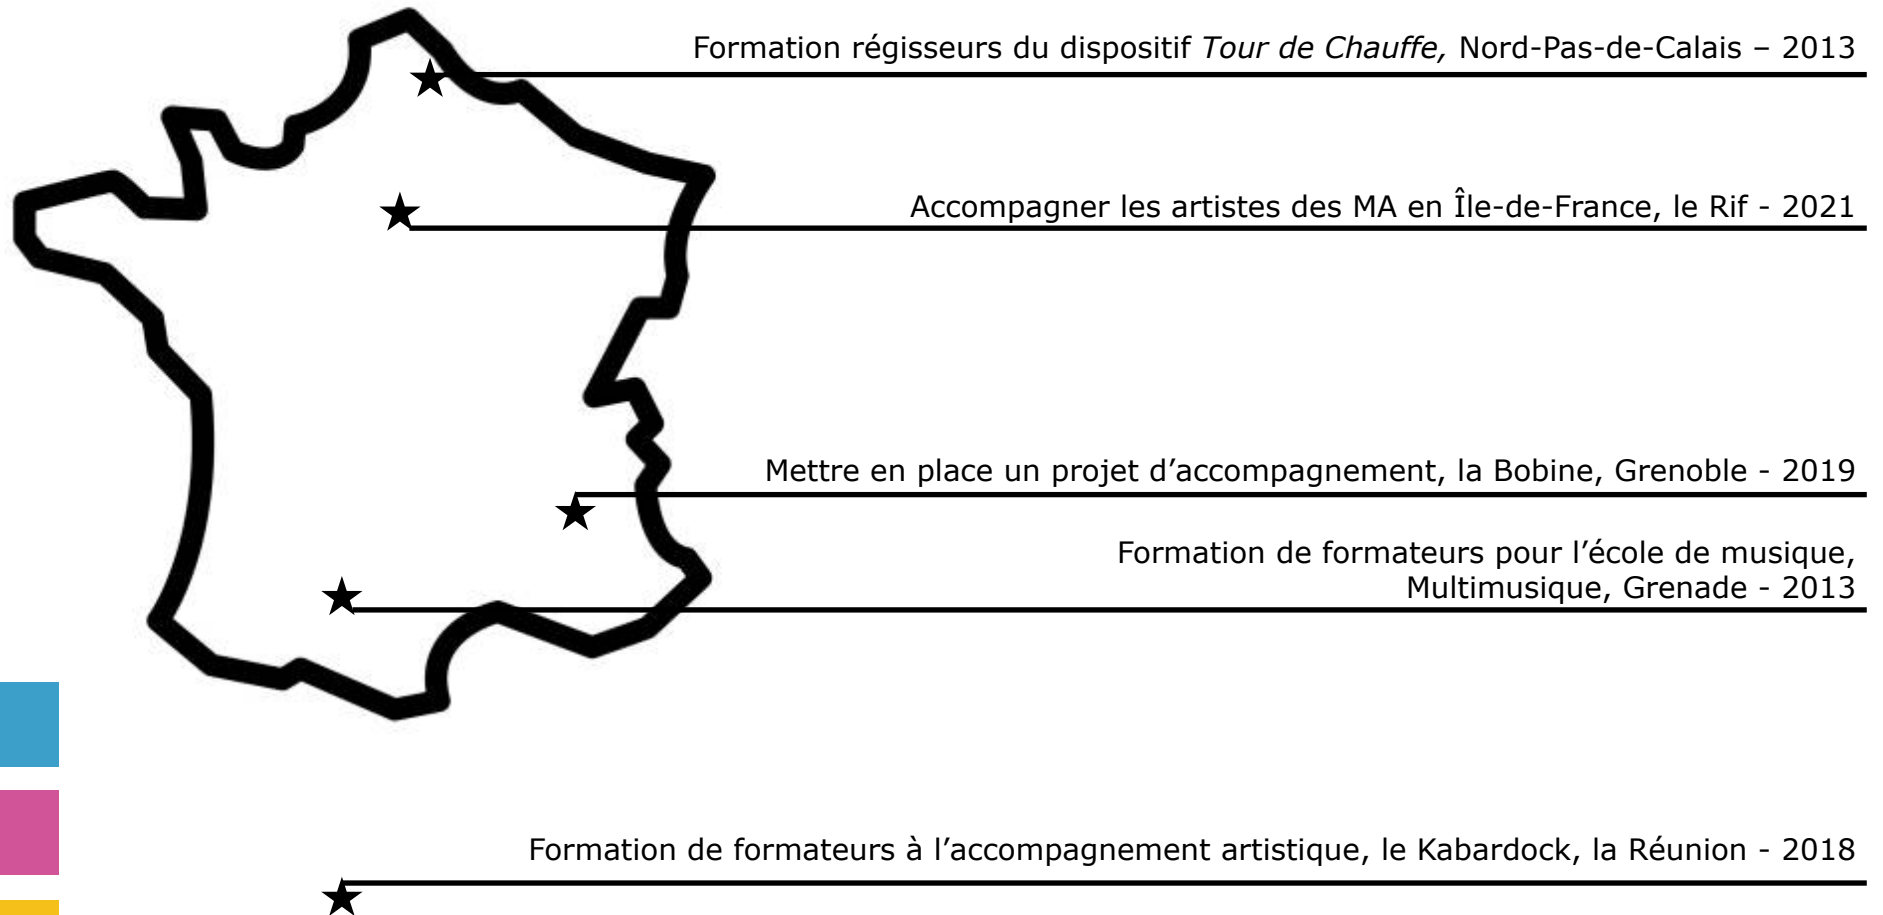 Formation régisseurs du dispositif Tour de Chauffe, Nord-Pas-de-Calais – 2013
Accompagner les artistes des MA en Île-de-France, le Rif - 2021
Mettre en place un projet d’accompagnement, la Bobine, Grenoble - 2019
Formation de formateurs pour l’école de musique,
Multimusique, Grenade - 2013
Formation de formateurs à l’accompagnement artistique, le Kabardock, la Réunion - 2018